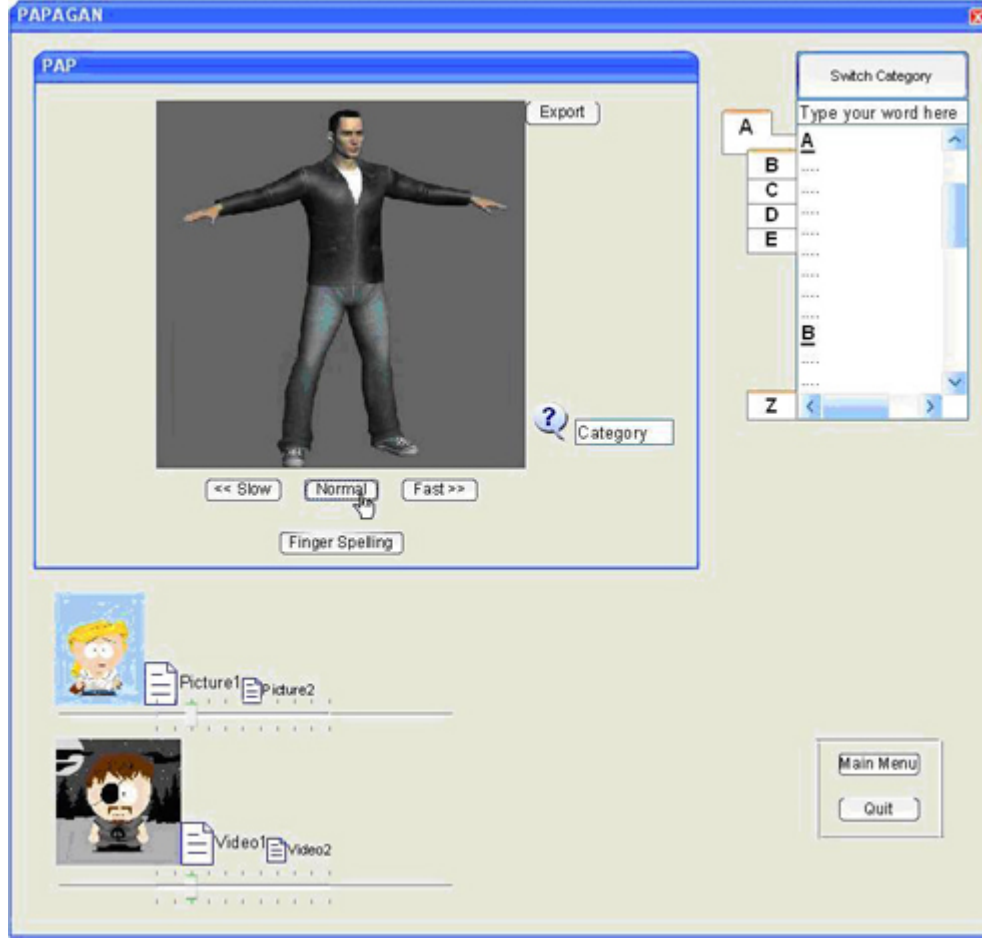 PAPAGAN
PAP
Export
Switch Category
Type your word here
A
A
....
B
....
C
....
D
....
E
....
....
....
B
....
....
Z
?
Category
<< Slow
Normal
Fast >>
Finger Spelling
Picture1
Picture2
Video1
Video2
Main Menu
Quit